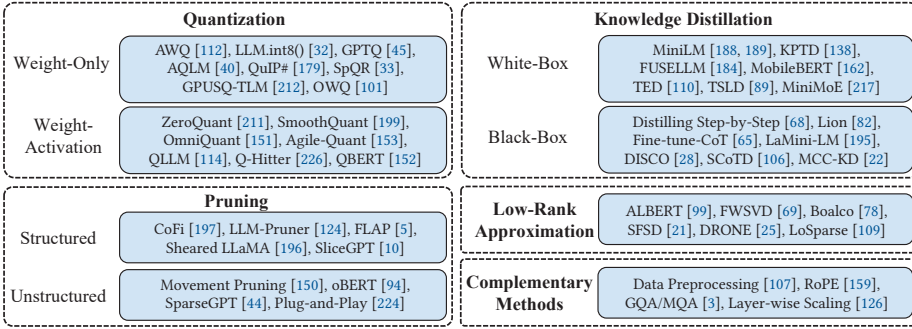 Quantization
Weight-Only
AWQ [112], LLM.int8() [32], GPTQ [45],
AQLM [40], QuIP# [179], SpQR [33],
GPUSQ-TLM [212], OWQ [101]
Weight-
Activation
ZeroQuant [211], SmoothQuant [199],
OmniQuant [151], Agile-Quant [153],
QLLM [114], Q-Hitter [226], QBERT [152]
Pruning
Structured
CoFi [197], LLM-Pruner [124], FLAP [5],
Sheared LLaMA [196], SliceGPT [10]
Unstructured
Movement Pruning [150], oBERT [94],
SparseGPT [44], Plug-and-Play [224]
Knowledge Distillation
White-Box
MiniLM [188, 189], KPTD [138],
FUSELLM [184], MobileBERT [162],
TED [110], TSLD [89], MiniMoE [217]
Black-Box
Distilling Step-by-Step [68], Lion [82],
Fine-tune-CoT [65], LaMini-LM [195],
DISCO [28], SCoTD [106], MCC-KD [22]
Low-Rank
Approximation
ALBERT [99], FWSVD [69], Boalco [78],
SFSD [21], DRONE [25], LoSparse [109]
Complementary
Methods
Data Preprocessing [107], RoPE [159],
GQA/MQA [3], Layer-wise Scaling [126]